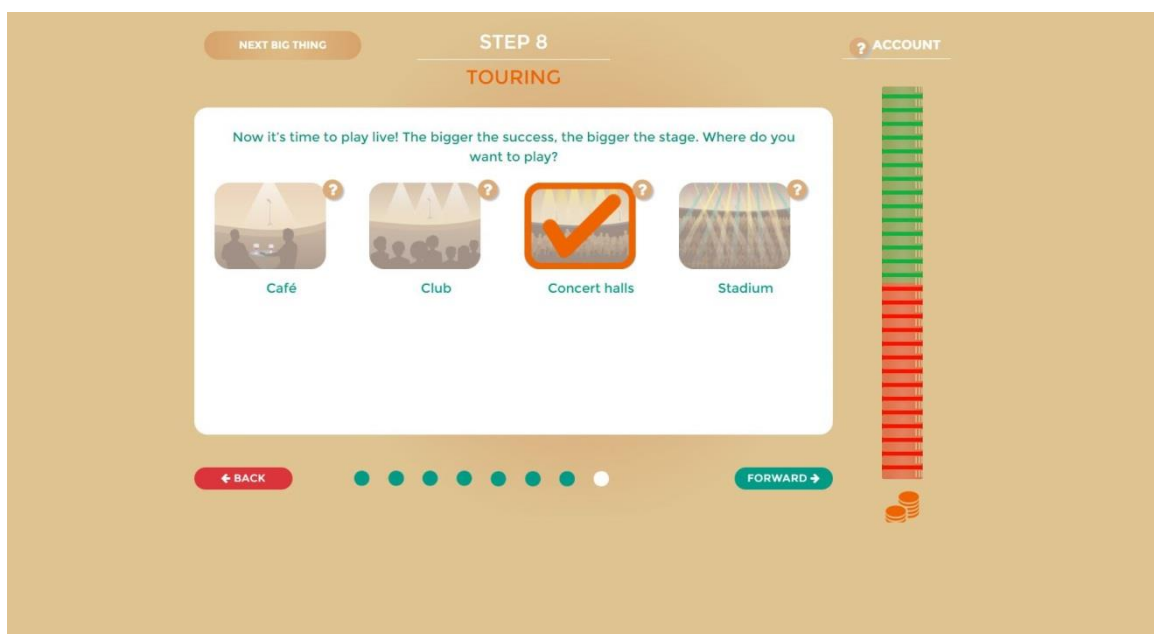 NEXT BIG THING
STEP 8
? ACCOUNT
TOURING
Now it's time to play live! The bigger the success, the bigger the stage. Where do you
want to play?
? ? ? ?
Café Club Concert halls Stadium
← BACK
FORWARD →